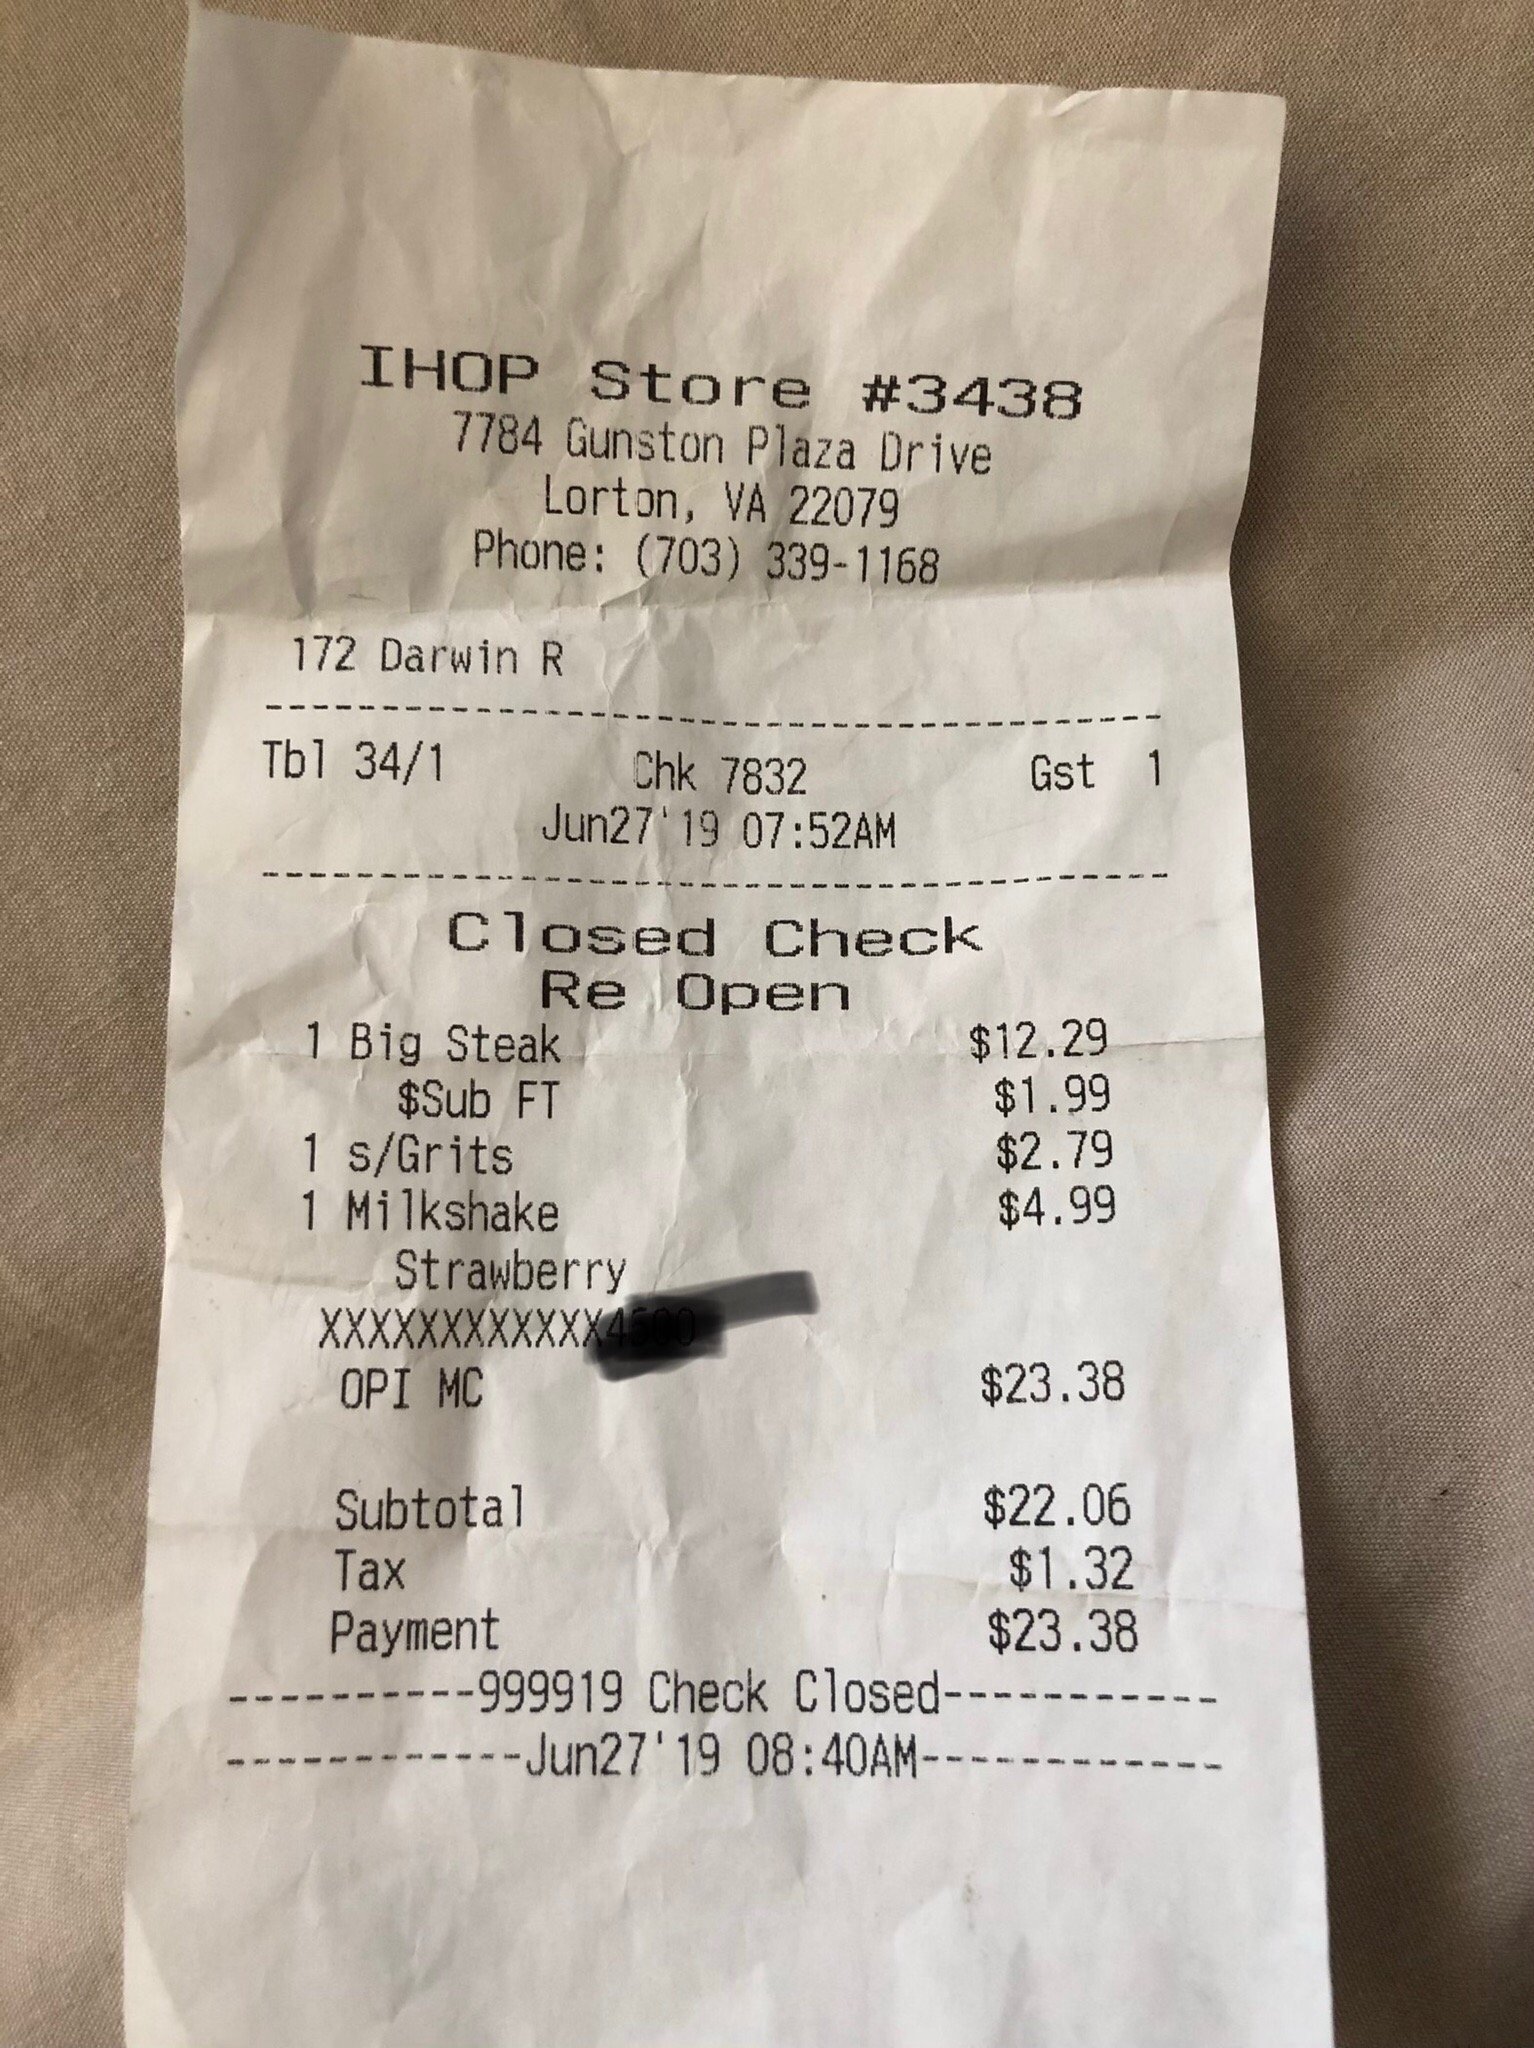 IHOP Store #3438
7784 Gunston Plaza Drive
Lorton, VA 22079
Phone: (703) 339-1168
172 Darwin R
Tbl 34/1 Chk 7832 Gst 1
Jun27'19 07:52AM
Closed Check
Re Open
1 Big Steak $12.29
$Sub FT $1.99
1 s/Grits $2.79
1 Milkshake $4.99
Strawberry
XXXXXXXXXXXX
OPI MC $23.38
Subtotal $22.06
Tax $1.32
Payment $23.38
----------999919 Check Closed-----------
------------Jun27'19 08:40AM------------